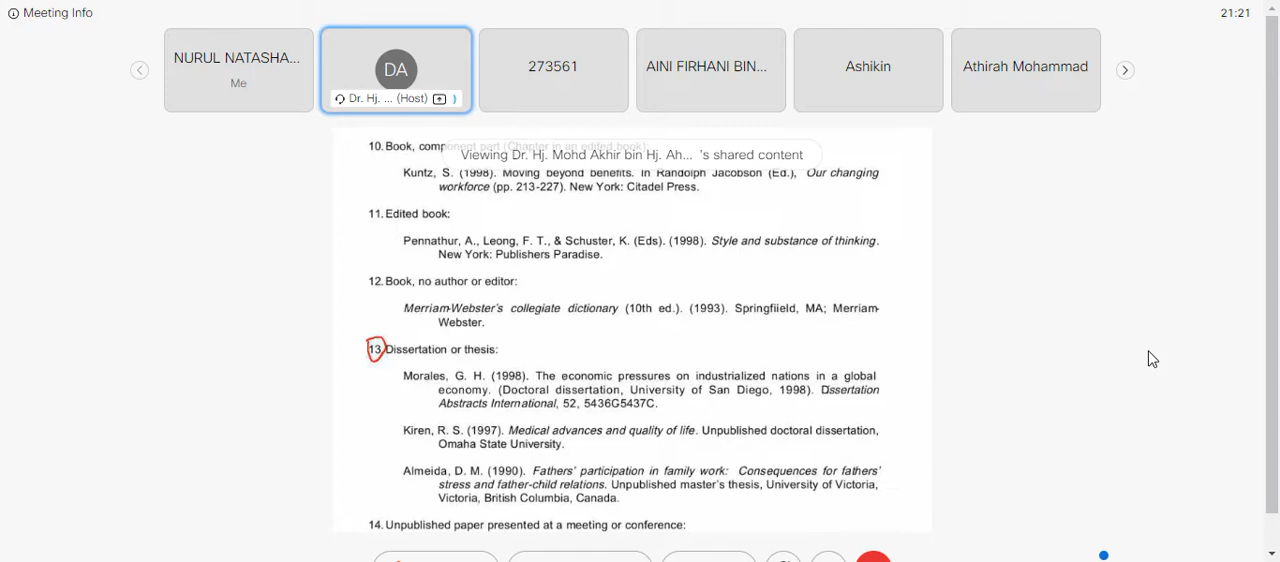 Meeting Info
21:21
NURUL NATASHA...
Me
DA
Dr. Hj. ... (Host)
273561
AINI FIRHANI BIN...
Ashikin
Athirah Mohammad
10. Book, component part (Chapter in an edited book)
Viewing Dr. Hj. Mohd Akhir bin Hj. Ah... 's shared content
Kuntz, S. (1998). Moving beyond benefits. In Randolph Jacobson (Ed.), Our changing
workforce (pp. 213-227). New York: Citadel Press.
11. Edited book:
Pennathur, A., Leong, F. T., & Schuster, K. (Eds). (1998). Style and substance of thinking.
New York: Publishers Paradise.
12. Book, no author or editor:
Merriam-Webster's collegiate dictionary (10th ed.). (1993). Springfiield, MA; Merriam-
Webster.
13. Dissertation or thesis:
Morales, G. H. (1998). The economic pressures on industrialized nations in a global
economy. (Doctoral dissertation, University of San Diego, 1998). Dissertation
Abstracts International, 52, 5436G5437C.
Kiren, R. S. (1997). Medical advances and quality of life. Unpublished doctoral dissertation,
Omaha State University.
Almeida, D. M. (1990). Fathers' participation in family work: Consequences for fathers'
stress and father-child relations. Unpublished master's thesis, University of Victoria,
Victoria, British Columbia, Canada.
14. Unpublished paper presented at a meeting or conference: